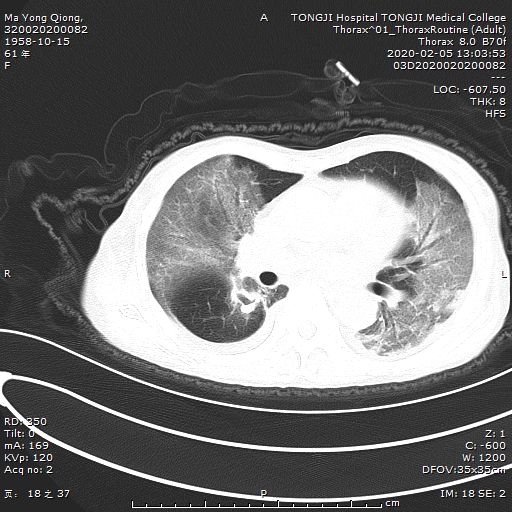 Ma Yong Qiong,
320020200082
1958-10-15
61 年
F
A
TONGJI Hospital TONGJI Medical College
Thorax^01_ThoraxRoutine (Adult)
Thorax 8.0 B70f
2020-02-05 13:03:53
03D2020020200082
---
LOC: -607.50
THK: 8
HFS
R
L
RD: 350
Tilt: 0
mA: 169
KVp: 120
Acq no: 2
页: 18 之 37
P
cm
Z: 1
C: -600
W: 1200
DFOV:35x35cm
IM: 18 SE: 2